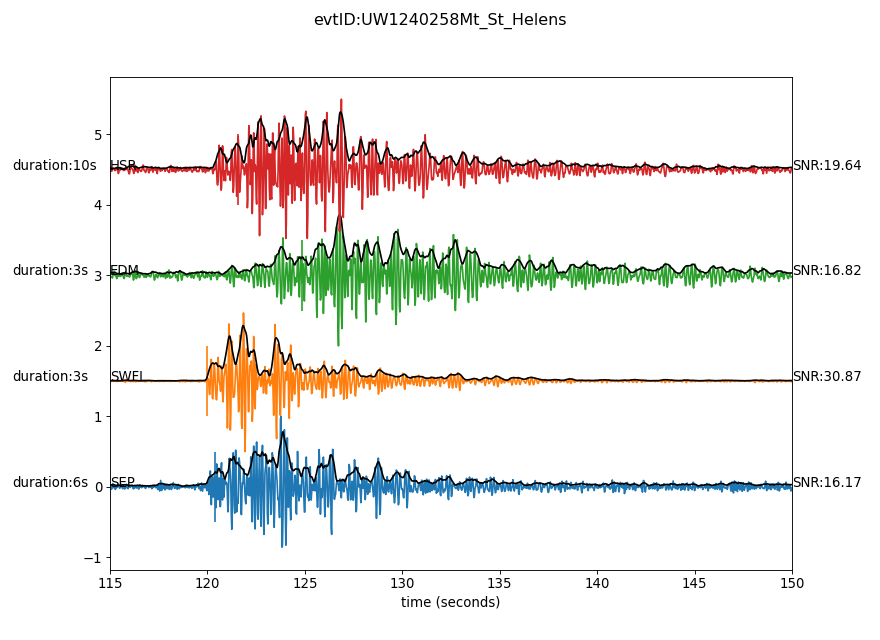 evtID:UW1240258Mt_St_Helens
5
duration:10s HSR SNR:19.64
4
duration:3s EDM SNR:16.82
3
2
duration:3s SWFL SNR:30.87
1
duration:6s SEP SNR:16.17
0
−1
115 120 125 130 135 140 145 150
time (seconds)